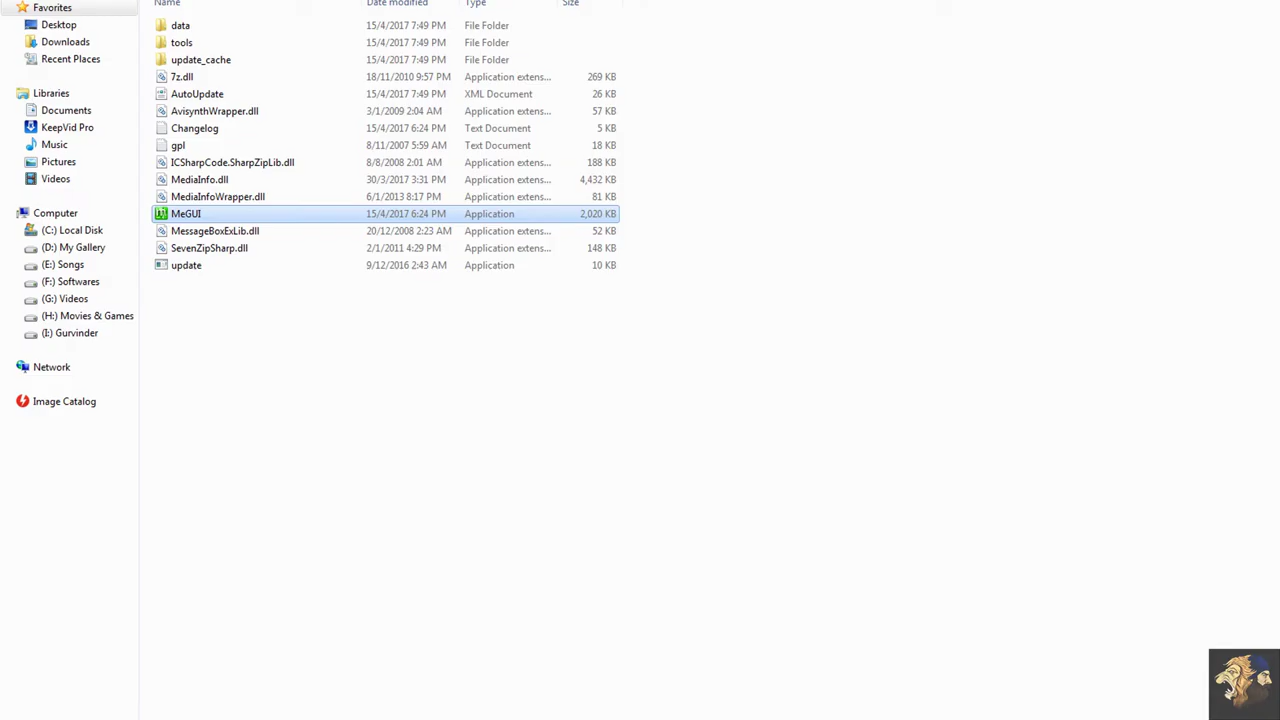 Favorites
Desktop
Downloads
Recent Places
Libraries
Documents
KeepVid Pro
Music
Pictures
Videos
Computer
(C:) Local Disk
(D:) My Gallery
(E:) Songs
(F:) Softwares
(G:) Videos
(H:) Movies & Games
(I:) Gurvinder
Network
Image Catalog
Name Date modified Type Size
data 15/4/2017 7:49 PM File Folder
tools 15/4/2017 7:49 PM File Folder
update_cache 15/4/2017 7:49 PM File Folder
7z.dll 18/11/2010 9:57 PM Application extens... 269 KB
AutoUpdate 15/4/2017 7:49 PM XML Document 26 KB
AvisynthWrapper.dll 3/1/2009 2:04 AM Application extens... 57 KB
Changelog 15/4/2017 6:24 PM Text Document 5 KB
gpl 8/11/2007 5:59 AM Text Document 18 KB
ICSharpCode.SharpZipLib.dll 8/8/2008 2:01 AM Application extens... 188 KB
MediaInfo.dll 30/3/2017 3:31 PM Application extens... 4,432 KB
MediaInfoWrapper.dll 6/1/2013 8:17 PM Application extens... 81 KB
MeGUI 15/4/2017 6:24 PM Application 2,020 KB
MessageBoxExLib.dll 20/12/2008 2:23 AM Application extens... 52 KB
SevenZipSharp.dll 2/1/2011 4:29 PM Application extens... 148 KB
update 9/12/2016 2:43 AM Application 10 KB